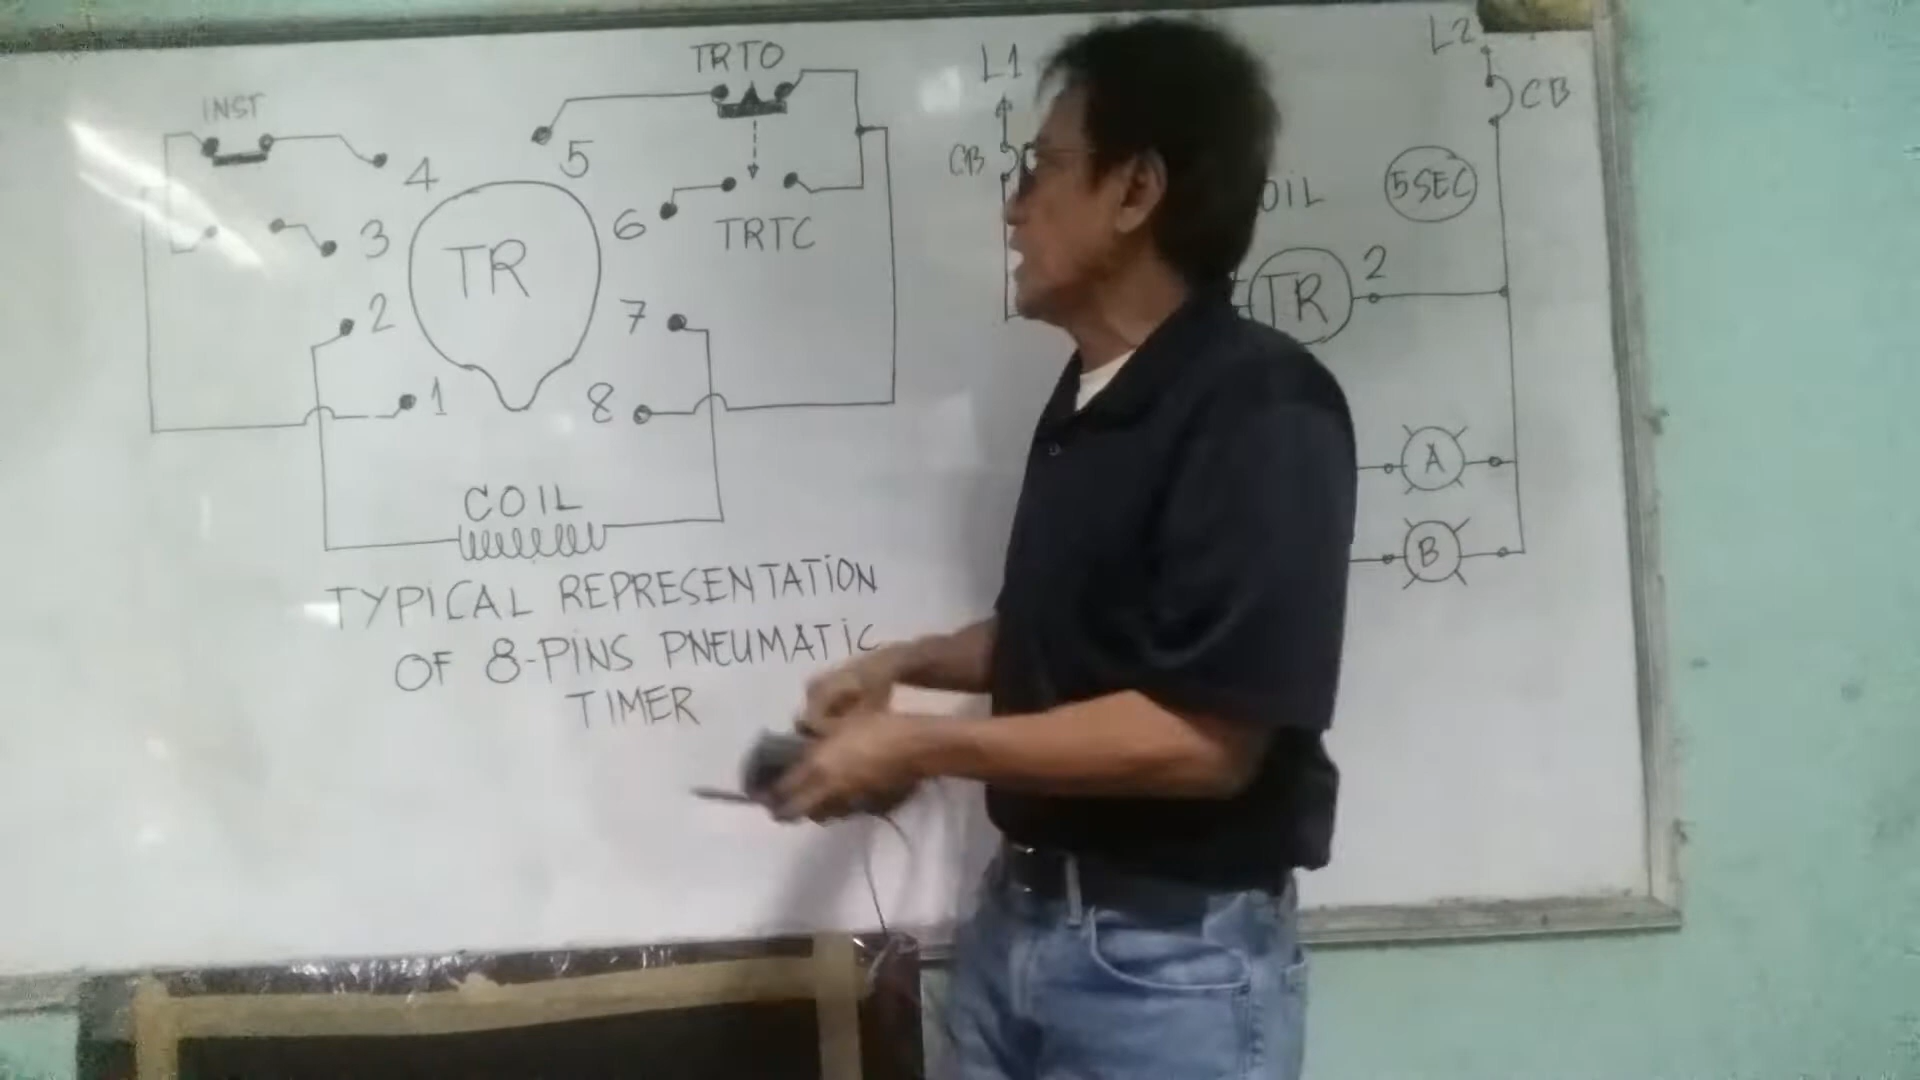 INST
4
3
2
1
TR
5
TRTO
6
TRTC
7
8
COIL
TYPICAL REPRESENTATION
OF 8-PINS PNEUMATIC
TIMER
L1
CB
L2
CB
5SEC
TR
2
A
B